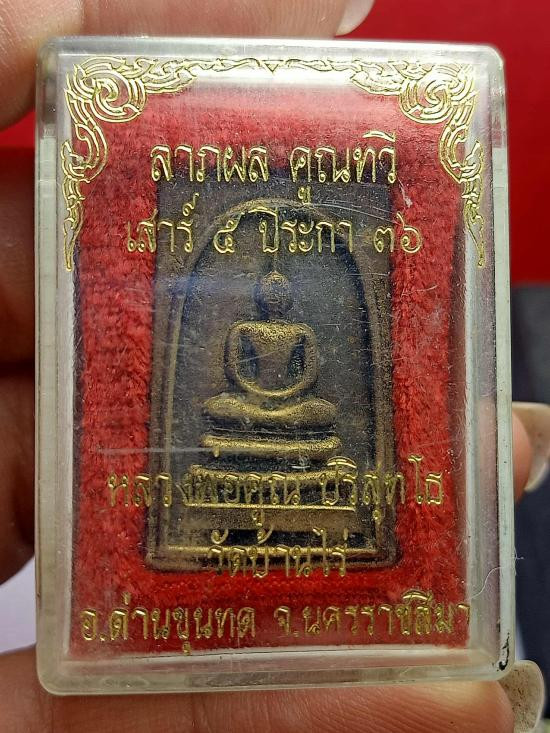 ลาภผล คูณทวี
เสาร์ ๕ ประกา ๓๖
หลวงพ่อคูณ ปริสุทโธ
วัดบ้านไร่
อ.ด่านขุนทด จ.นครราชสีมา